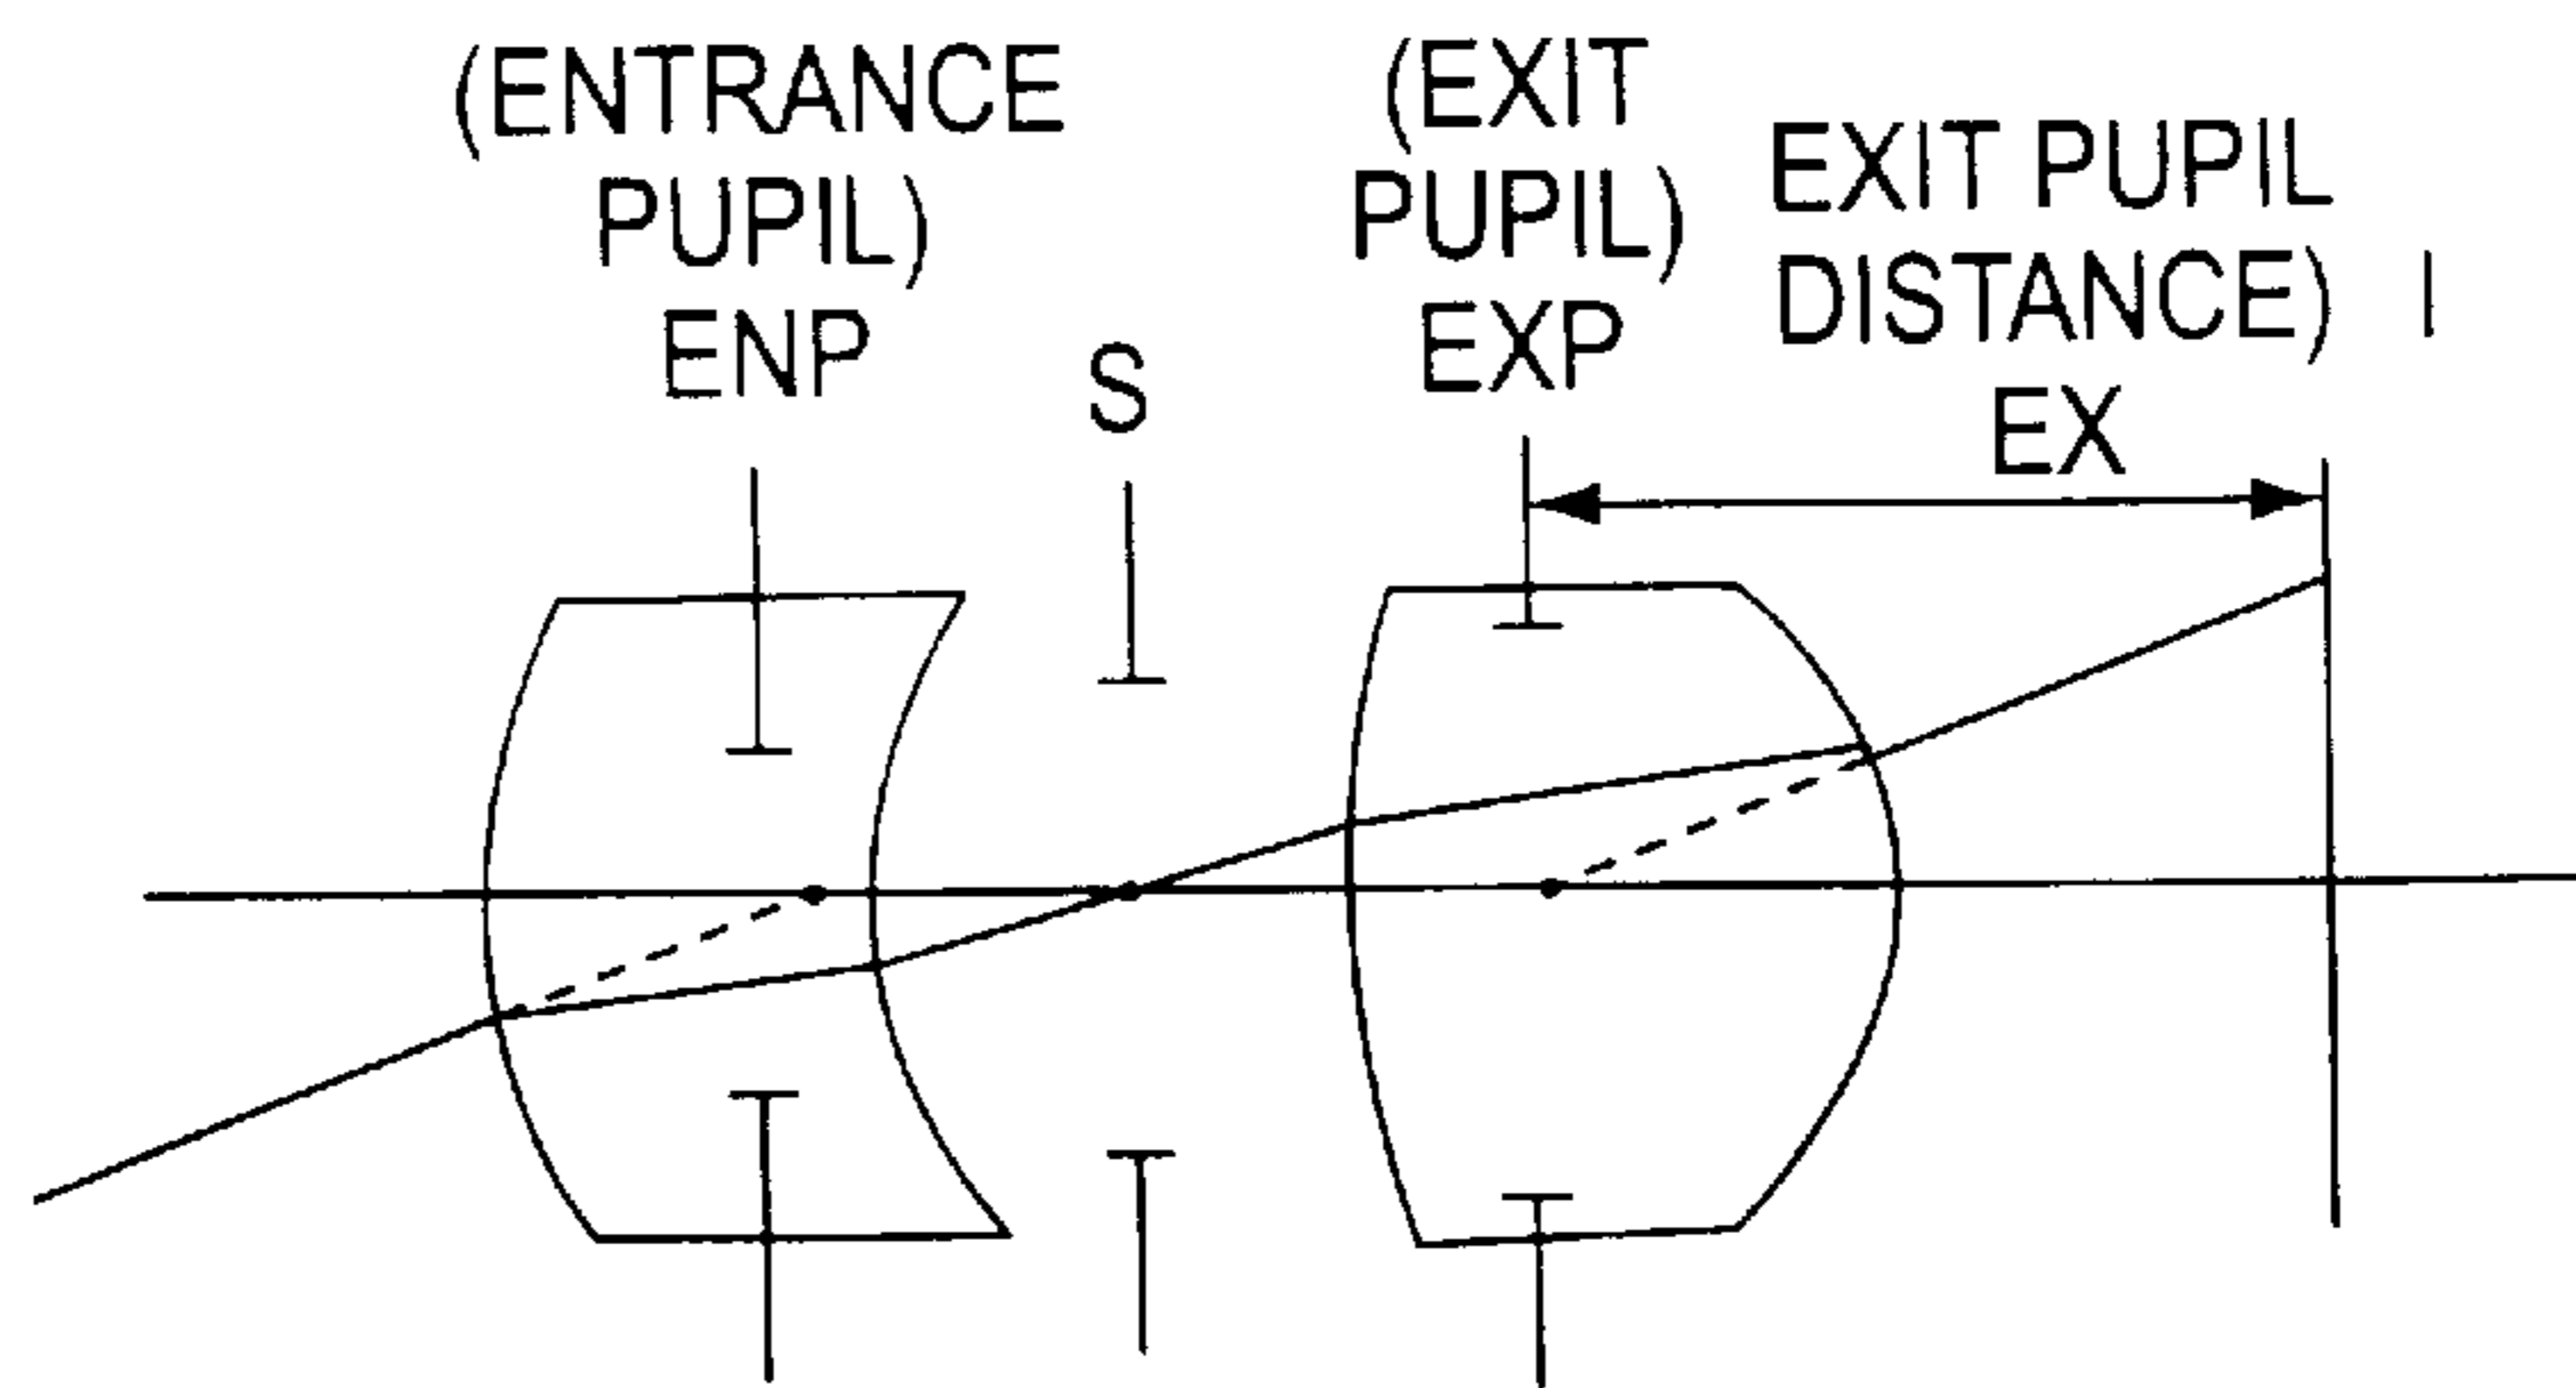 (ENTRANCE
PUPIL)
ENP
S
(EXIT
PUPIL)
EXP
EXIT PUPIL
DISTANCE)
EX
I